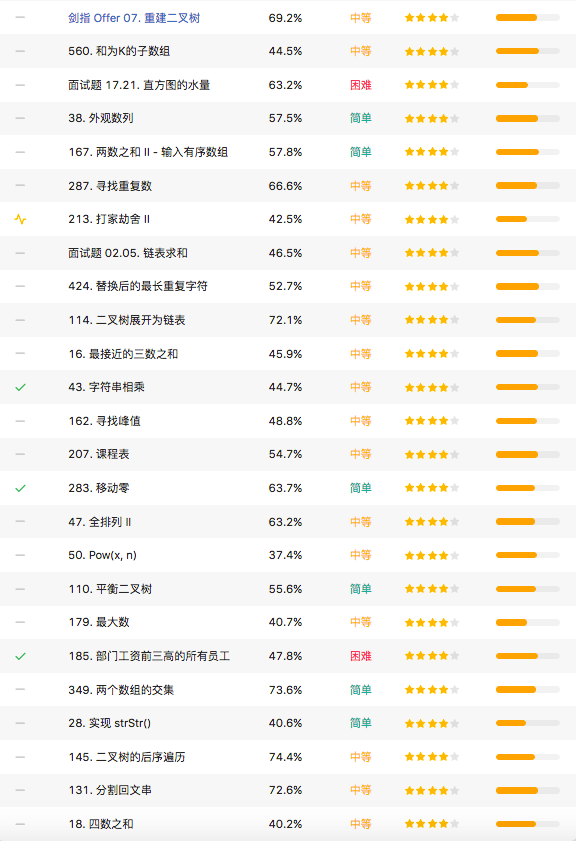 剑指 Offer 07. 重建二叉树 69.2% 中等
560. 和为K的子数组 44.5% 中等
面试题 17.21. 直方图的水量 63.2% 困难
38. 外观数列 57.5% 简单
167. 两数之和 II - 输入有序数组 57.8% 简单
287. 寻找重复数 66.6% 中等
213. 打家劫舍 II 42.5% 中等
面试题 02.05. 链表求和 46.5% 中等
424. 替换后的最长重复字符 52.7% 中等
114. 二叉树展开为链表 72.1% 中等
16. 最接近的三数之和 45.9% 中等
43. 字符串相乘 44.7% 中等
162. 寻找峰值 48.8% 中等
207. 课程表 54.7% 中等
283. 移动零 63.7% 简单
47. 全排列 II 63.2% 中等
50. Pow(x, n) 37.4% 中等
110. 平衡二叉树 55.6% 简单
179. 最大数 40.7% 中等
185. 部门工资前三高的所有员工 47.8% 困难
349. 两个数组的交集 73.6% 简单
28. 实现 strStr() 40.6% 简单
145. 二叉树的后序遍历 74.4% 中等
131. 分割回文串 72.6% 中等
18. 四数之和 40.2% 中等